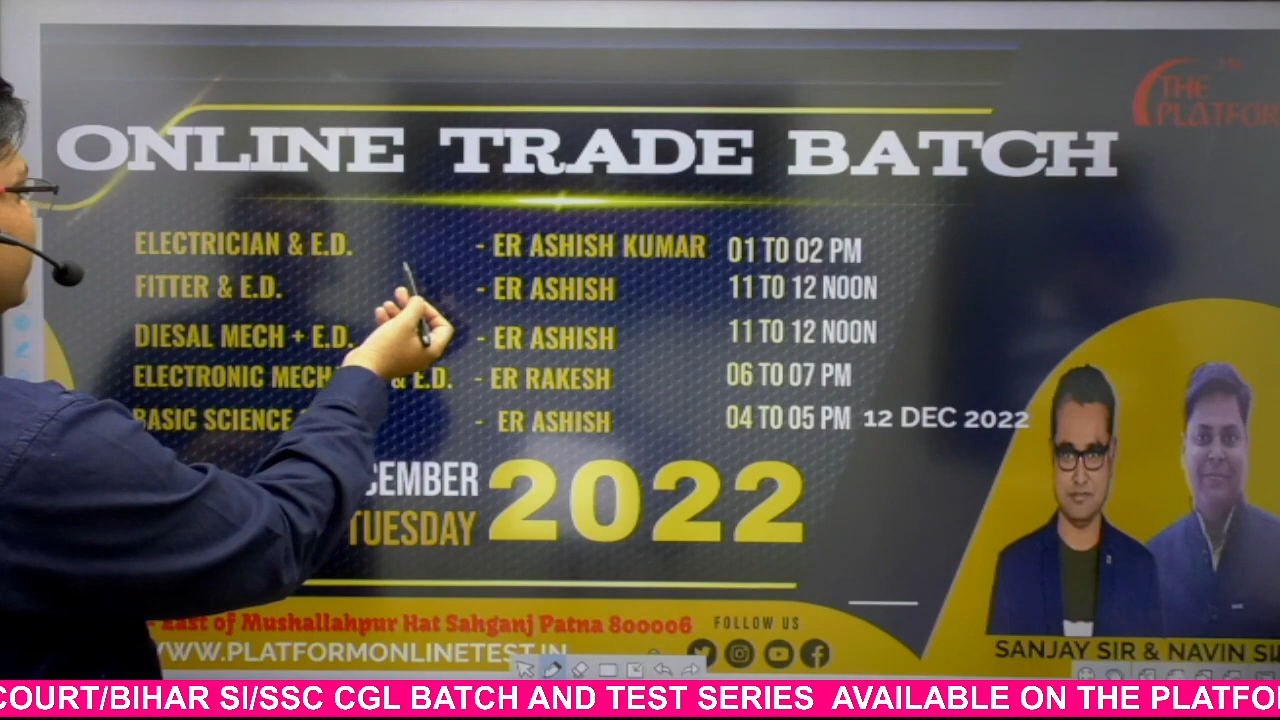 THE
PLATFOR
ONLINE TRADE BATCH
ELECTRICIAN & E.D. - ER ASHISH KUMAR 01 TO 02 PM
FITTER & E.D. - ER ASHISH 11 TO 12 NOON
DIESAL MECH + E.D. - ER ASHISH 11 TO 12 NOON
ELECTRONIC MECH & E.D. - ER RAKESH 06 TO 07 PM
BASIC SCIENCE - ER ASHISH 04 TO 05 PM 12 DEC 2022
CEMBER
TUESDAY
2022
East of Mushallahpur Hat Sahganj Patna 800006
FOLLOW US
WWW.PLATFORMONLINETEST.IN
SANJAY SIR & NAVIN SI
COURT/BIHAR SI/SSC CGL BATCH AND TEST SERIES AVAILABLE ON THE PLATFO